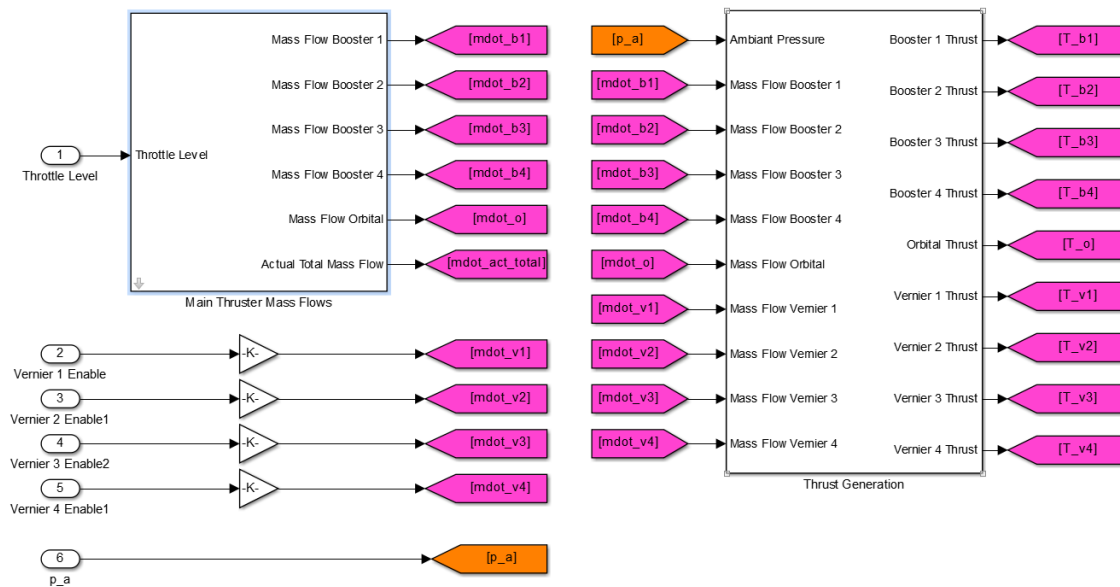 Mass Flow Booster 1
[mdot_b1]
Mass Flow Booster 2
[mdot_b2]
Mass Flow Booster 3
[mdot_b3]
1
Throttle Level
Throttle Level
Mass Flow Booster 4
[mdot_b4]
Mass Flow Orbital
[mdot_o]
Actual Total Mass Flow
[mdot_act_total]
Main Thruster Mass Flows
2
Vernier 1 Enable
-K-
[mdot_v1]
3
Vernier 2 Enable1
-K-
[mdot_v2]
4
Vernier 3 Enable2
-K-
[mdot_v3]
5
Vernier 4 Enable1
-K-
[mdot_v4]
6
p_a
[p_a]
[p_a]
Ambiant Pressure
[mdot_b1]
Mass Flow Booster 1
[mdot_b2]
Mass Flow Booster 2
[mdot_b3]
Mass Flow Booster 3
[mdot_b4]
Mass Flow Booster 4
[mdot_o]
Mass Flow Orbital
[mdot_v1]
Mass Flow Vernier 1
[mdot_v2]
Mass Flow Vernier 2
[mdot_v3]
Mass Flow Vernier 3
[mdot_v4]
Mass Flow Vernier 4
Booster 1 Thrust
[T_b1]
Booster 2 Thrust
[T_b2]
Booster 3 Thrust
[T_b3]
Booster 4 Thrust
[T_b4]
Orbital Thrust
[T_o]
Vernier 1 Thrust
[T_v1]
Vernier 2 Thrust
[T_v2]
Vernier 3 Thrust
[T_v3]
Vernier 4 Thrust
[T_v4]
Thrust Generation